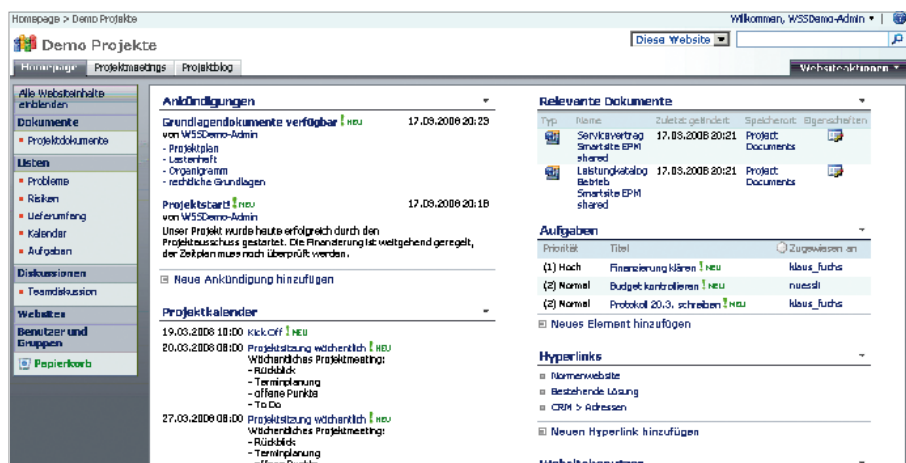 Homepage > Demo Projekte
Willkommen, WSSDemo-Admin
Demo Projekte
Diese Website
Homepage Projektmeetings Projektblog
Websiteaktionen
Alle Websiteinhalte
einblenden
Dokumente
Projektdokumente
Listen
Probleme
Risiken
Lieferumfang
Kalender
Aufgaben
Diskussionen
Teamdiskussion
Websites
Benutzer und
Gruppen
Papierkorb
Ankündigungen
Grundlagendokumente verfügbar ! NEU 17.03.2008 20:23
von WSSDemo-Admin
- Projektplan
- Lastenheft
- Organigramm
- rechtliche Grundlagen
Projektstart! ! NEU 17.03.2008 20:18
von WSSDemo-Admin
Unser Projekt wurde heute erfolgreich durch den
Projektausschuss gestartet. Die Finanzierung ist weitgehend geregelt,
der Zeitplan muss noch überprüft werden.
Neue Ankündigung hinzufügen
Projektkalender
19.03.2008 10:00 Kick Off ! NEU
20.03.2008 08:00 Projektsitzung wöchentlich ! NEU
Wöchentliches Projektmeeting:
- Rückblick
- Terminplanung
- offene Punkte
- To Do
27.03.2008 08:00 Projektsitzung wöchentlich ! NEU
Wöchentliches Projektmeeting:
- Rückblick
- Terminplanung
- offene Punkte
Relevante Dokumente
Typ Name Zuletzt geändert Speicherort Eigenschaften
Servicevertrag 17.03.2008 20:21 Project
Smartsite EPM Documents
shared
Leistungkatalog 17.03.2008 20:21 Project
Betrieb Documents
Smartsite EPM
shared
Aufgaben
Priorität Titel Zugewiesen an
(1) Hoch Finanzierung klären ! NEU klaus_fuchs
(2) Normal Budget kontrollieren ! NEU nuessli
(2) Normal Protokoll 20.3. schreiben ! NEU klaus_fuchs
Neues Element hinzufügen
Hyperlinks
Normenwebsite
Bestehende Lösung
CRM > Adressen
Neuen Hyperlink hinzufügen